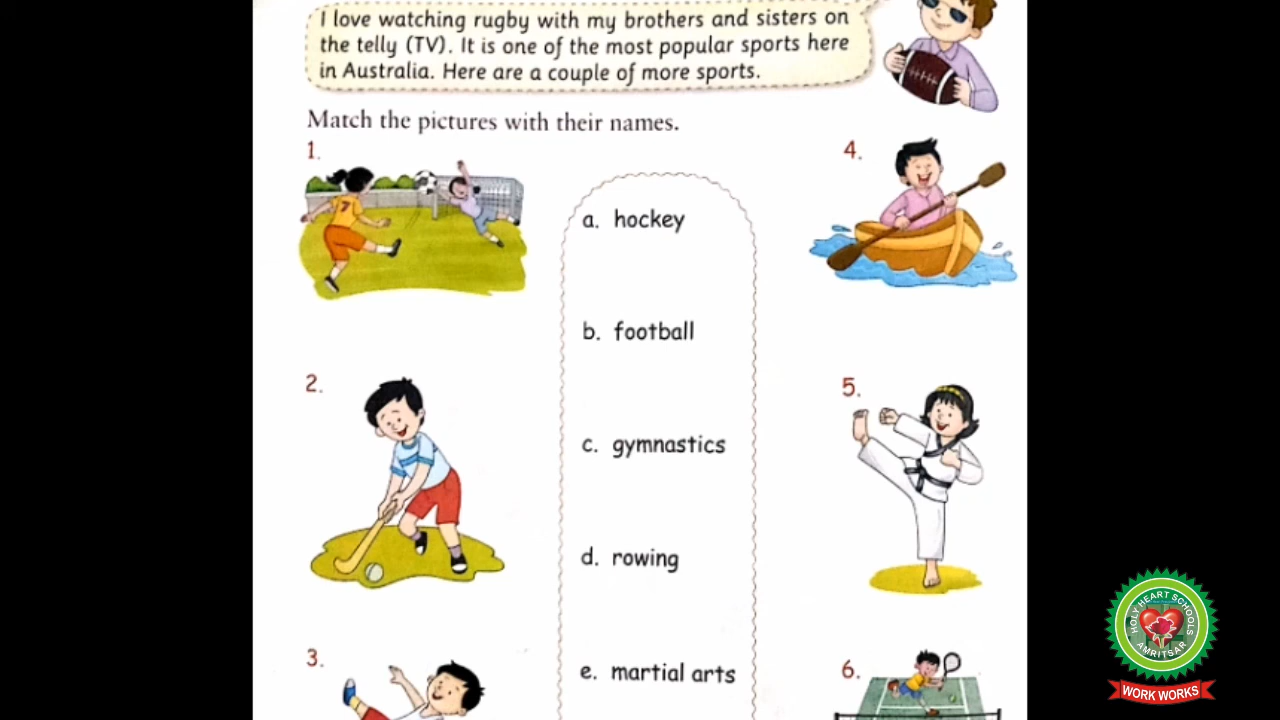 I love watching rugby with my brothers and sisters on
the telly (TV). It is one of the most popular sports here
in Australia. Here are a couple of more sports.
Match the pictures with their names.
1.
7
2.
3.
a. hockey
b. football
c. gymnastics
d. rowing
e. martial arts
4.
5.
6.
HOLY HEART SCHOOLS
AMRITSAR
WORK WORKS